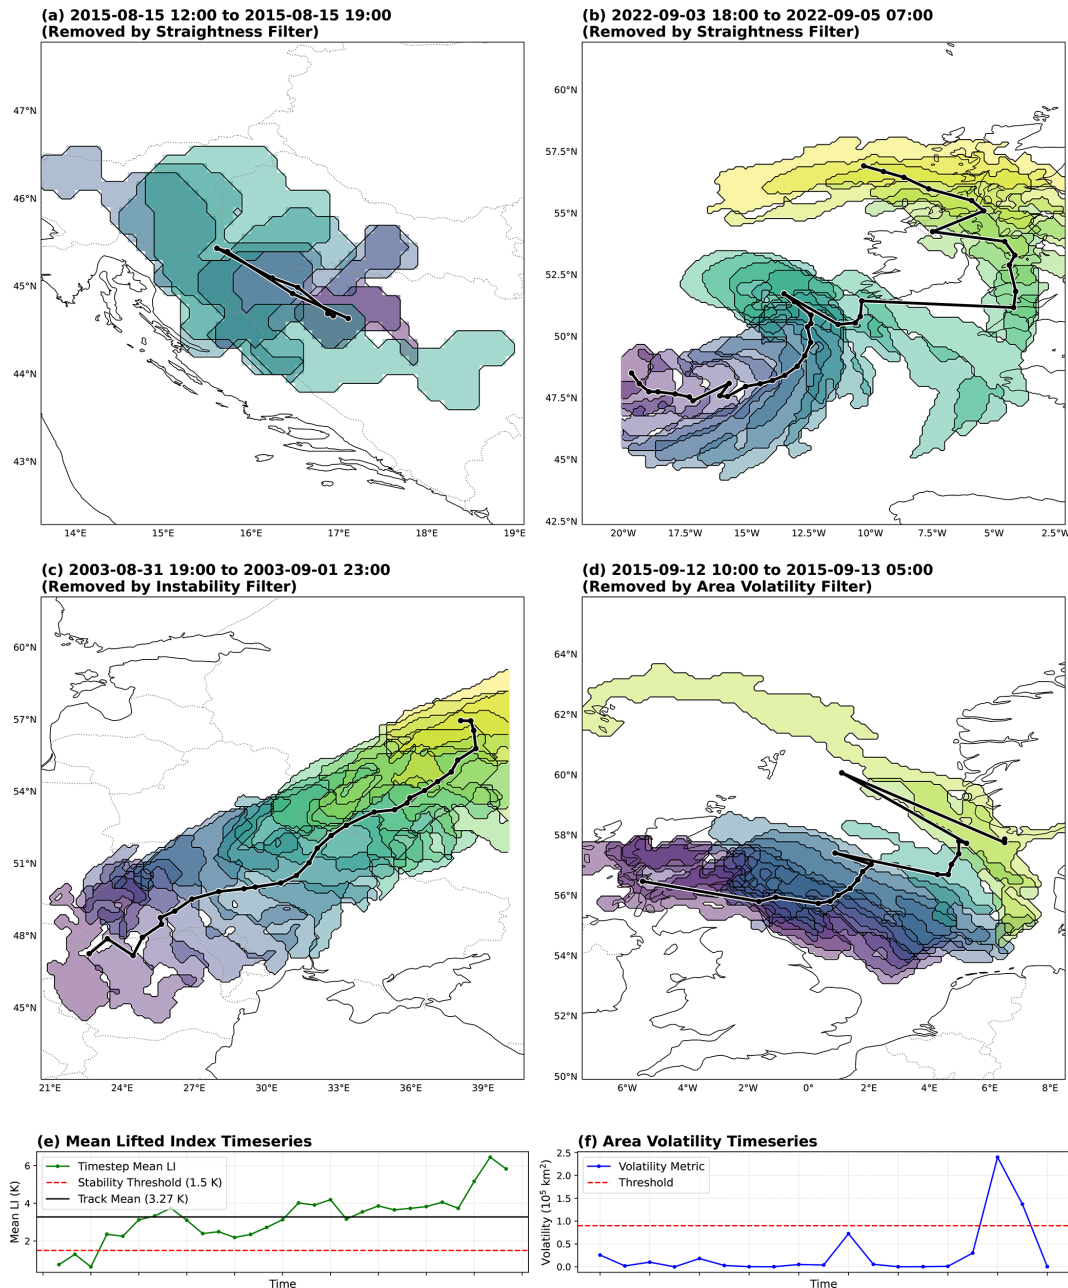 (a) 2015-08-15 12:00 to 2015-08-15 19:00
(Removed by Straightness Filter)
47°N
46°N
45°N
44°N
43°N
14°E 15°E 16°E 17°E 18°E 19°E
(b) 2022-09-03 18:00 to 2022-09-05 07:00
(Removed by Straightness Filter)
60°N
57.5°N
55°N
52.5°N
50°N
47.5°N
45°N
42.5°N
20°W 17.5°W 15°W 12.5°W 10°W 7.5°W 5°W 2.5°W
(c) 2003-08-31 19:00 to 2003-09-01 23:00
(Removed by Instability Filter)
60°N
57°N
54°N
51°N
48°N
45°N
21°E 24°E 27°E 30°E 33°E 36°E 39°E
(d) 2015-09-12 10:00 to 2015-09-13 05:00
(Removed by Area Volatility Filter)
64°N
62°N
60°N
58°N
56°N
54°N
52°N
50°N
6°W 4°W 2°W 0° 2°E 4°E 6°E 8°E
(e) Mean Lifted Index Timeseries
Mean LI (K)
6
4
2
Timestep Mean LI
Stability Threshold (1.5 K)
Track Mean (3.27 K)
Time
(f) Area Volatility Timeseries
Volatility (10⁵ km²)
2.5
2.0
1.5
1.0
0.5
0.0
Volatility Metric
Threshold
Time